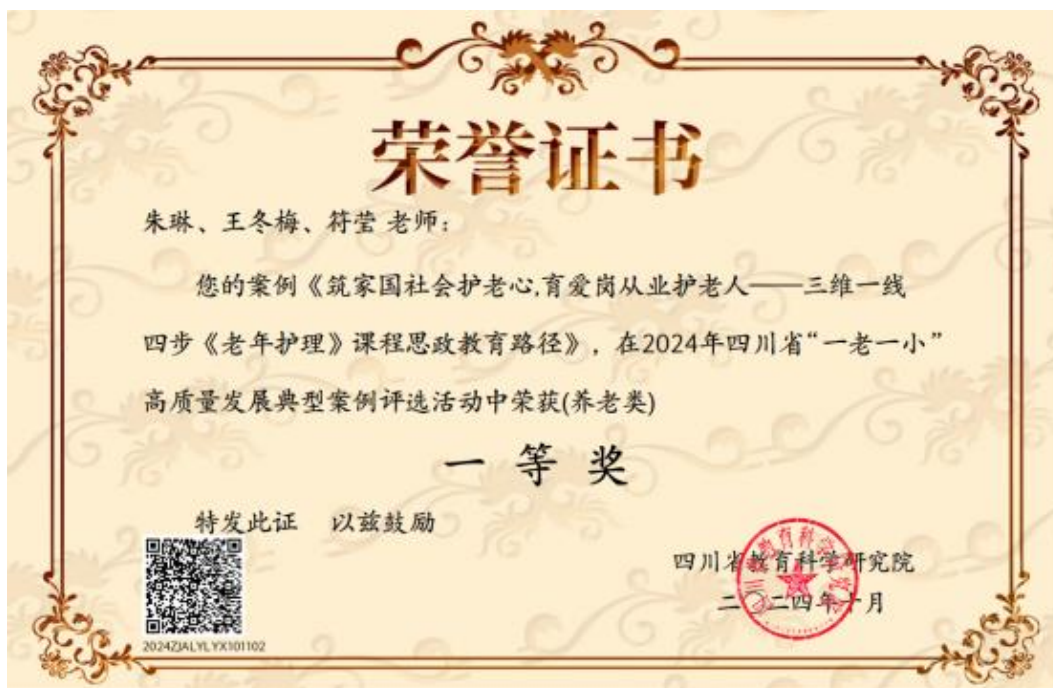 荣誉证书
朱琳、王冬梅、符莹 老师：
您的案例《筑家国社会护老心,育爱岗从业护老人——三维一线
四步《老年护理》课程思政教育路径》，在2024年四川省“一老一小”
高质量发展典型案例评选活动中荣获(养老类)
一 等 奖
特发此证 以兹鼓励
四川省教育科学研究院
二〇二四年十月
2024ZJALYLYX101102